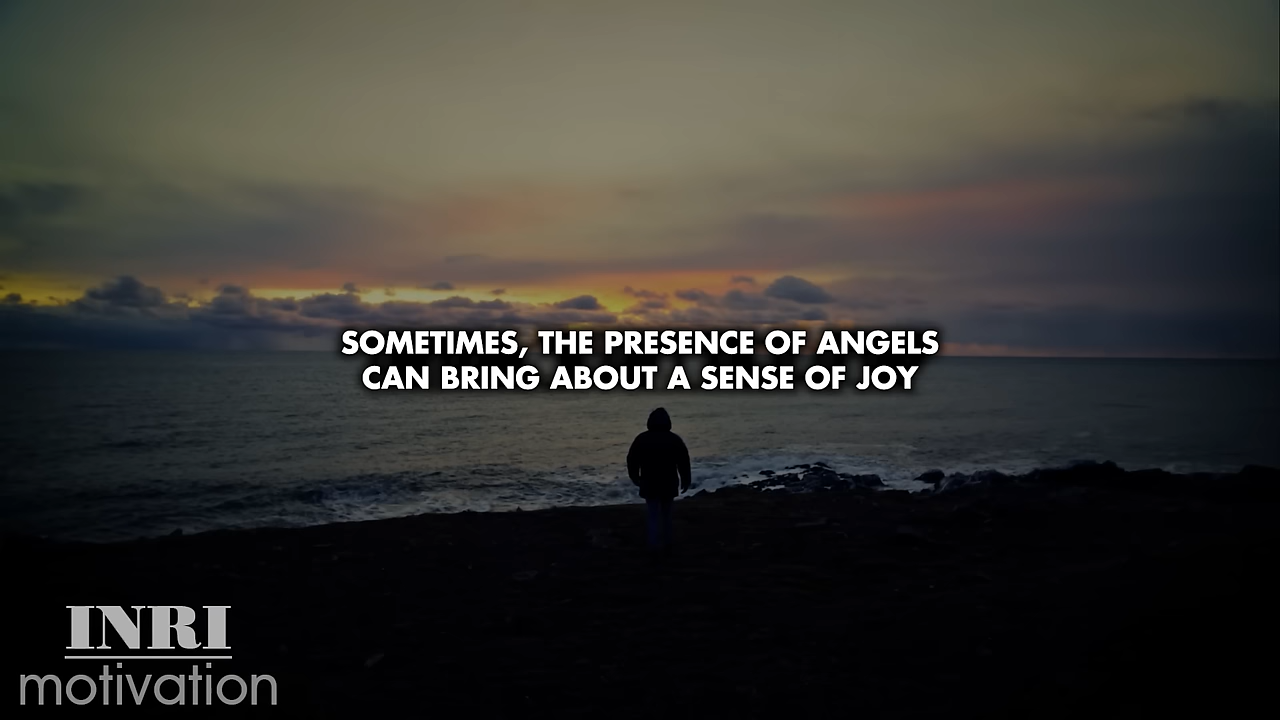 SOMETIMES, THE PRESENCE OF ANGELS
CAN BRING ABOUT A SENSE OF JOY
INRI
motivation